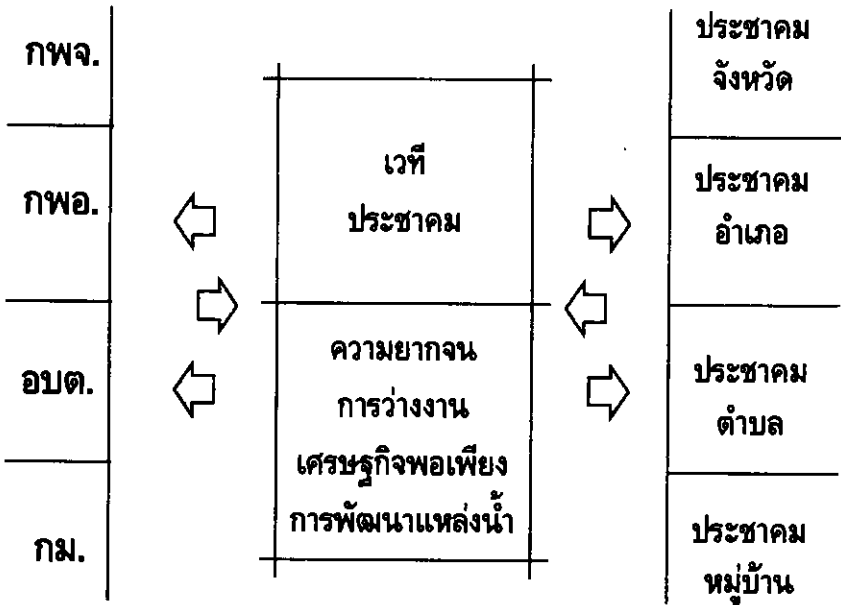 กพจ.
กพอ.
อบต.
กม.
เวที
ประชาคม
ความยากจน
การว่างงาน
เศรษฐกิจพอเพียง
การพัฒนาแหล่งน้ำ
ประชาคม
จังหวัด
ประชาคม
อำเภอ
ประชาคม
ตำบล
ประชาคม
หมู่บ้าน